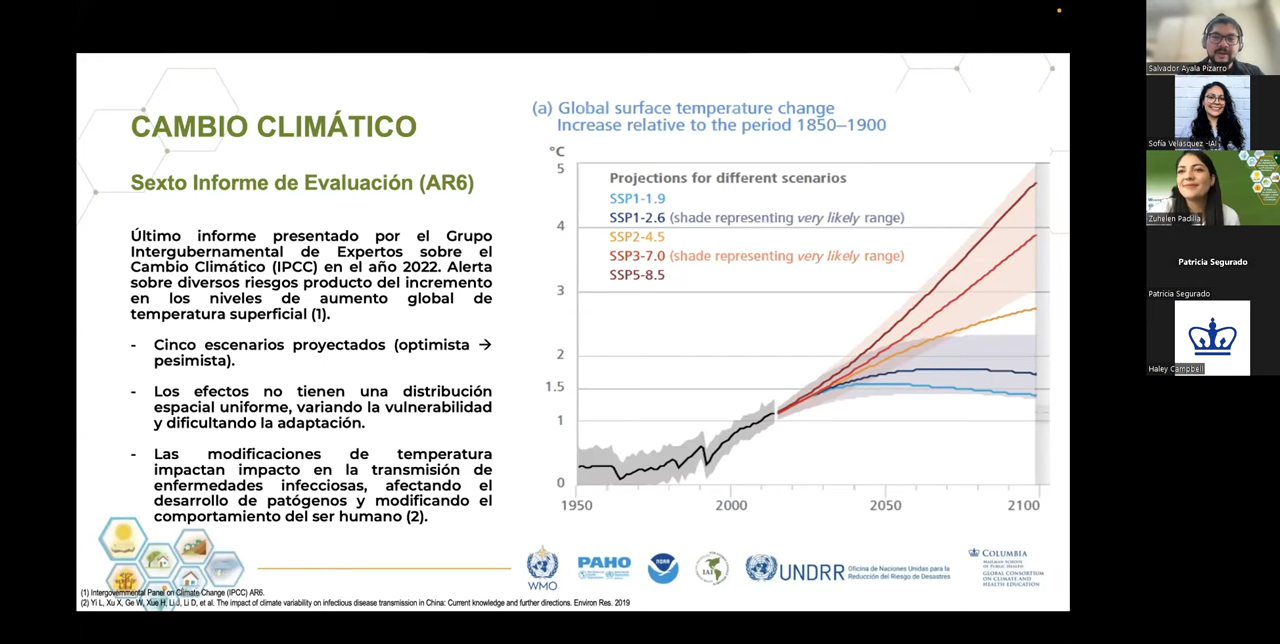 CAMBIO CLIMÁTICO
Sexto Informe de Evaluación (AR6)
Último informe presentado por el Grupo
Intergubernamental de Expertos sobre el
Cambio Climático (IPCC) en el año 2022. Alerta
sobre diversos riesgos producto del incremento
en los niveles de aumento global de
temperatura superficial (1).
- Cinco escenarios proyectados (optimista →
pesimista).
- Los efectos no tienen una distribución
espacial uniforme, variando la vulnerabilidad
y dificultando la adaptación.
- Las modificaciones de temperatura
impactan impacto en la transmisión de
enfermedades infecciosas, afectando el
desarrollo de patógenos y modificando el
comportamiento del ser humano (2).
(a) Global surface temperature change
Increase relative to the period 1850–1900
°C
5
4
3
2
1.5
1
0
Projections for different scenarios
SSP1-1.9
SSP1-2.6 (shade representing very likely range)
SSP2-4.5
SSP3-7.0 (shade representing very likely range)
SSP5-8.5
1950
2000
2050
2100
WMO
PAHO
NOAA
IAI
UNDRR
Oficina de Naciones Unidas para la
Reducción del Riesgo de Desastres
COLUMBIA
MAILMAN SCHOOL
OF PUBLIC HEALTH
GLOBAL CONSORTIUM
ON CLIMATE AND
HEALTH EDUCATION
(1) Intergovernmental Panel on Climate Change (IPCC) AR6.
(2) Yi L, Xu X, Ge W, Xue H, Li J, Li D, et al. The impact of climate variability on infectious disease transmission in China: Current knowledge and further directions. Environ Res. 2019
Salvador Ayala Pizarro
Sofía Velásquez -IAI
Zuhelen Padilla
Patricia Segurado
Patricia Segurado
Haley Campbell